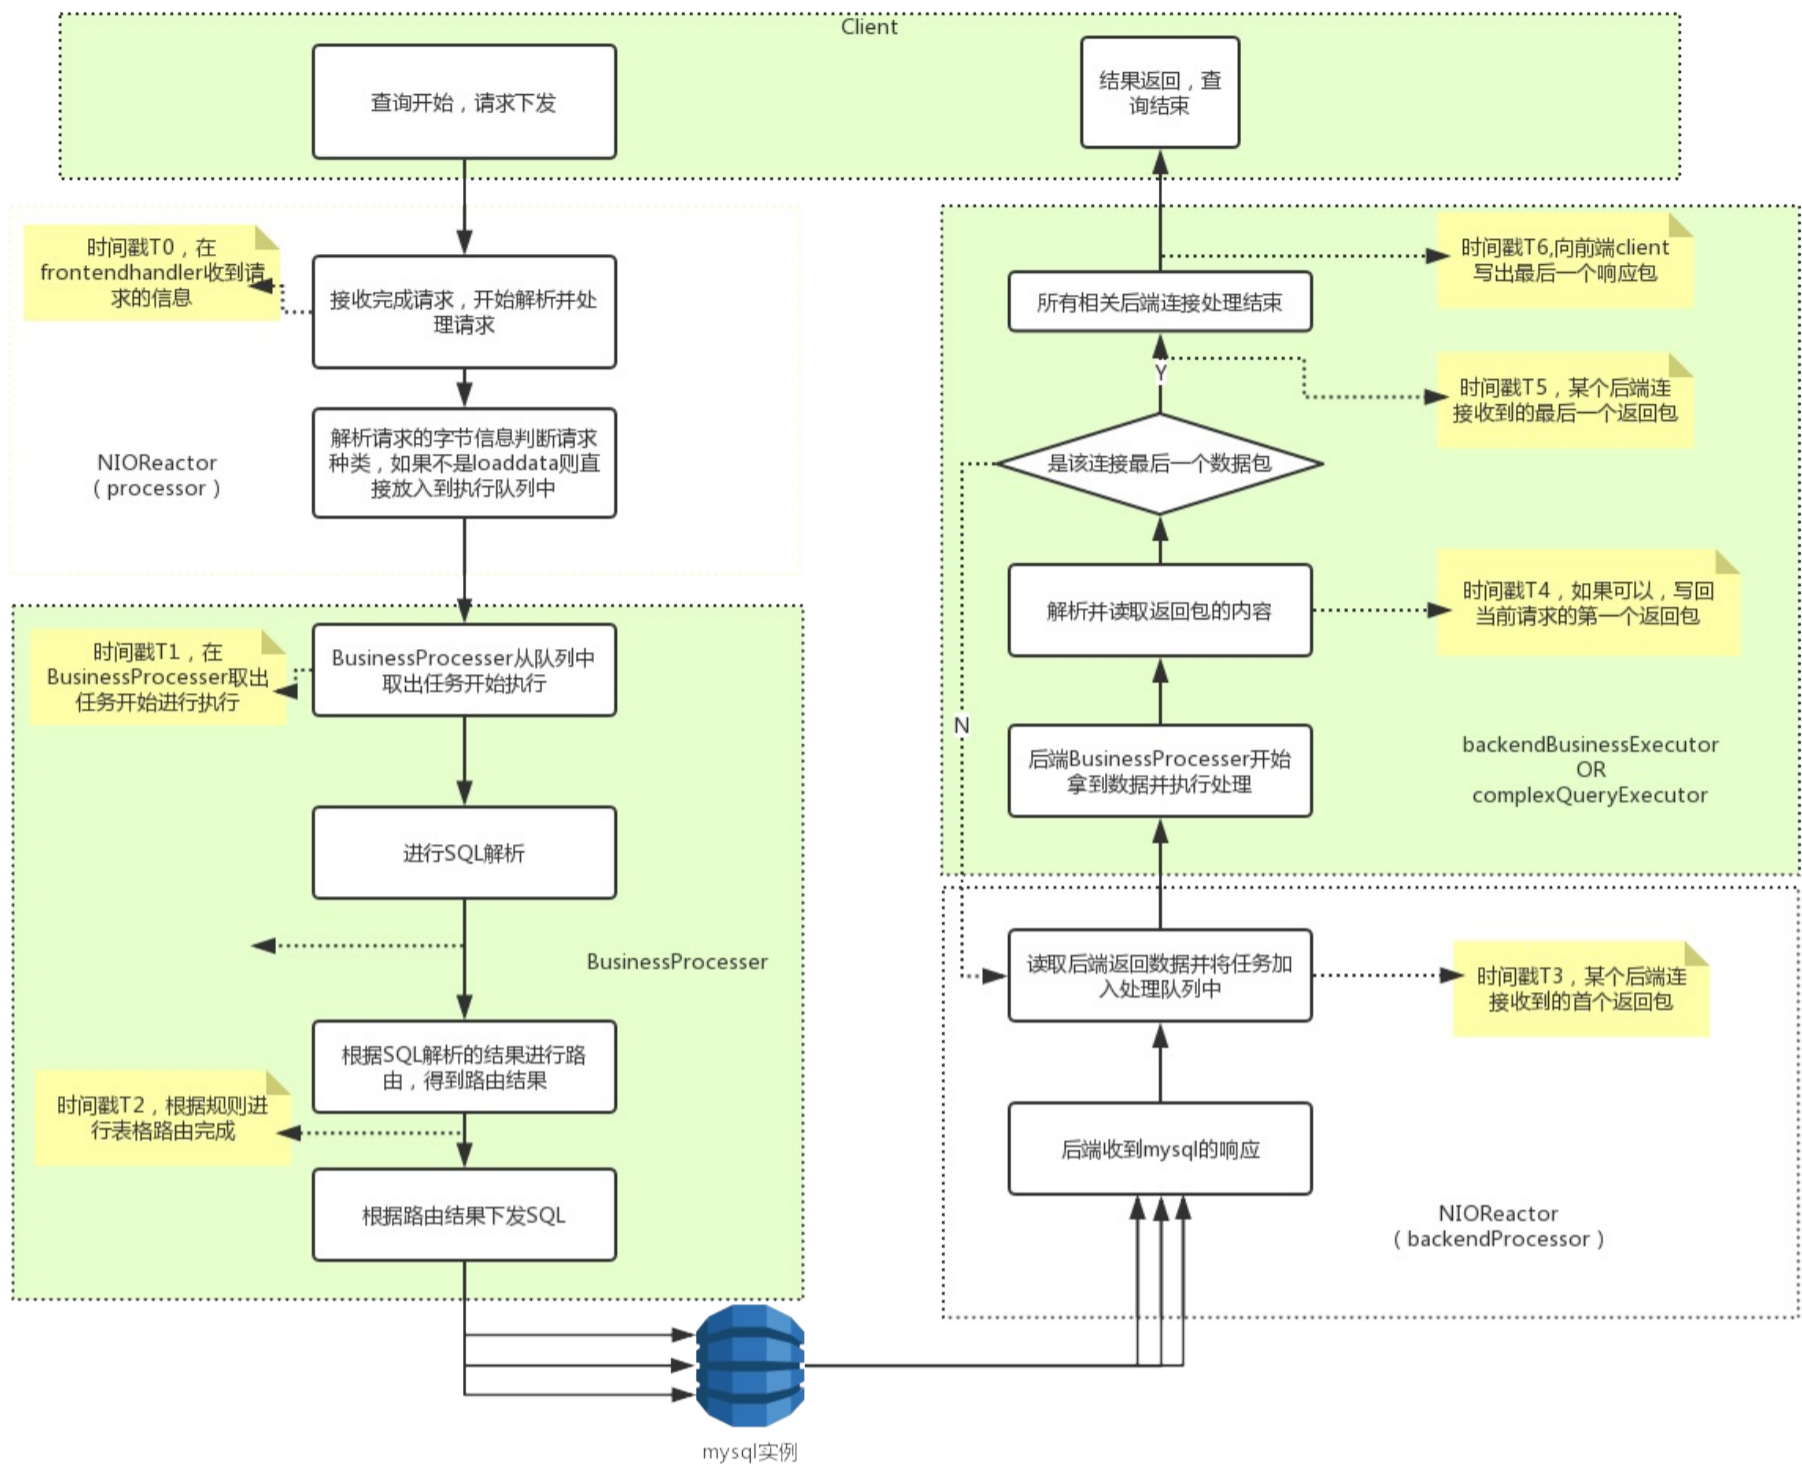 Client
查询开始，请求下发
结果返回，查
询结束
时间戳T0，在
frontendhandler收到请
求的信息
接收完成请求，开始解析并处
理请求
解析请求的字节信息判断请求
种类，如果不是loaddata则直
接放入到执行队列中
NIOReactor
（processor）
时间戳T1，在
BusinessProcesser取出
任务开始进行执行
BusinessProcesser从队列中
取出任务开始执行
进行SQL解析
BusinessProcesser
根据SQL解析的结果进行路
由，得到路由结果
时间戳T2，根据规则进
行表格路由完成
根据路由结果下发SQL
mysql实例
时间戳T6,向前端client
写出最后一个响应包
所有相关后端连接处理结束
Y
时间戳T5，某个后端连
接收到的最后一个返回包
是该连接最后一个数据包
解析并读取返回包的内容
时间戳T4，如果可以，写回
当前请求的第一个返回包
N
后端BusinessProcesser开始
拿到数据并执行处理
backendBusinessExecutor
OR
complexQueryExecutor
读取后端返回数据并将任务加
入处理队列中
时间戳T3，某个后端连
接收到的首个返回包
后端收到mysql的响应
NIOReactor
（backendProcessor）